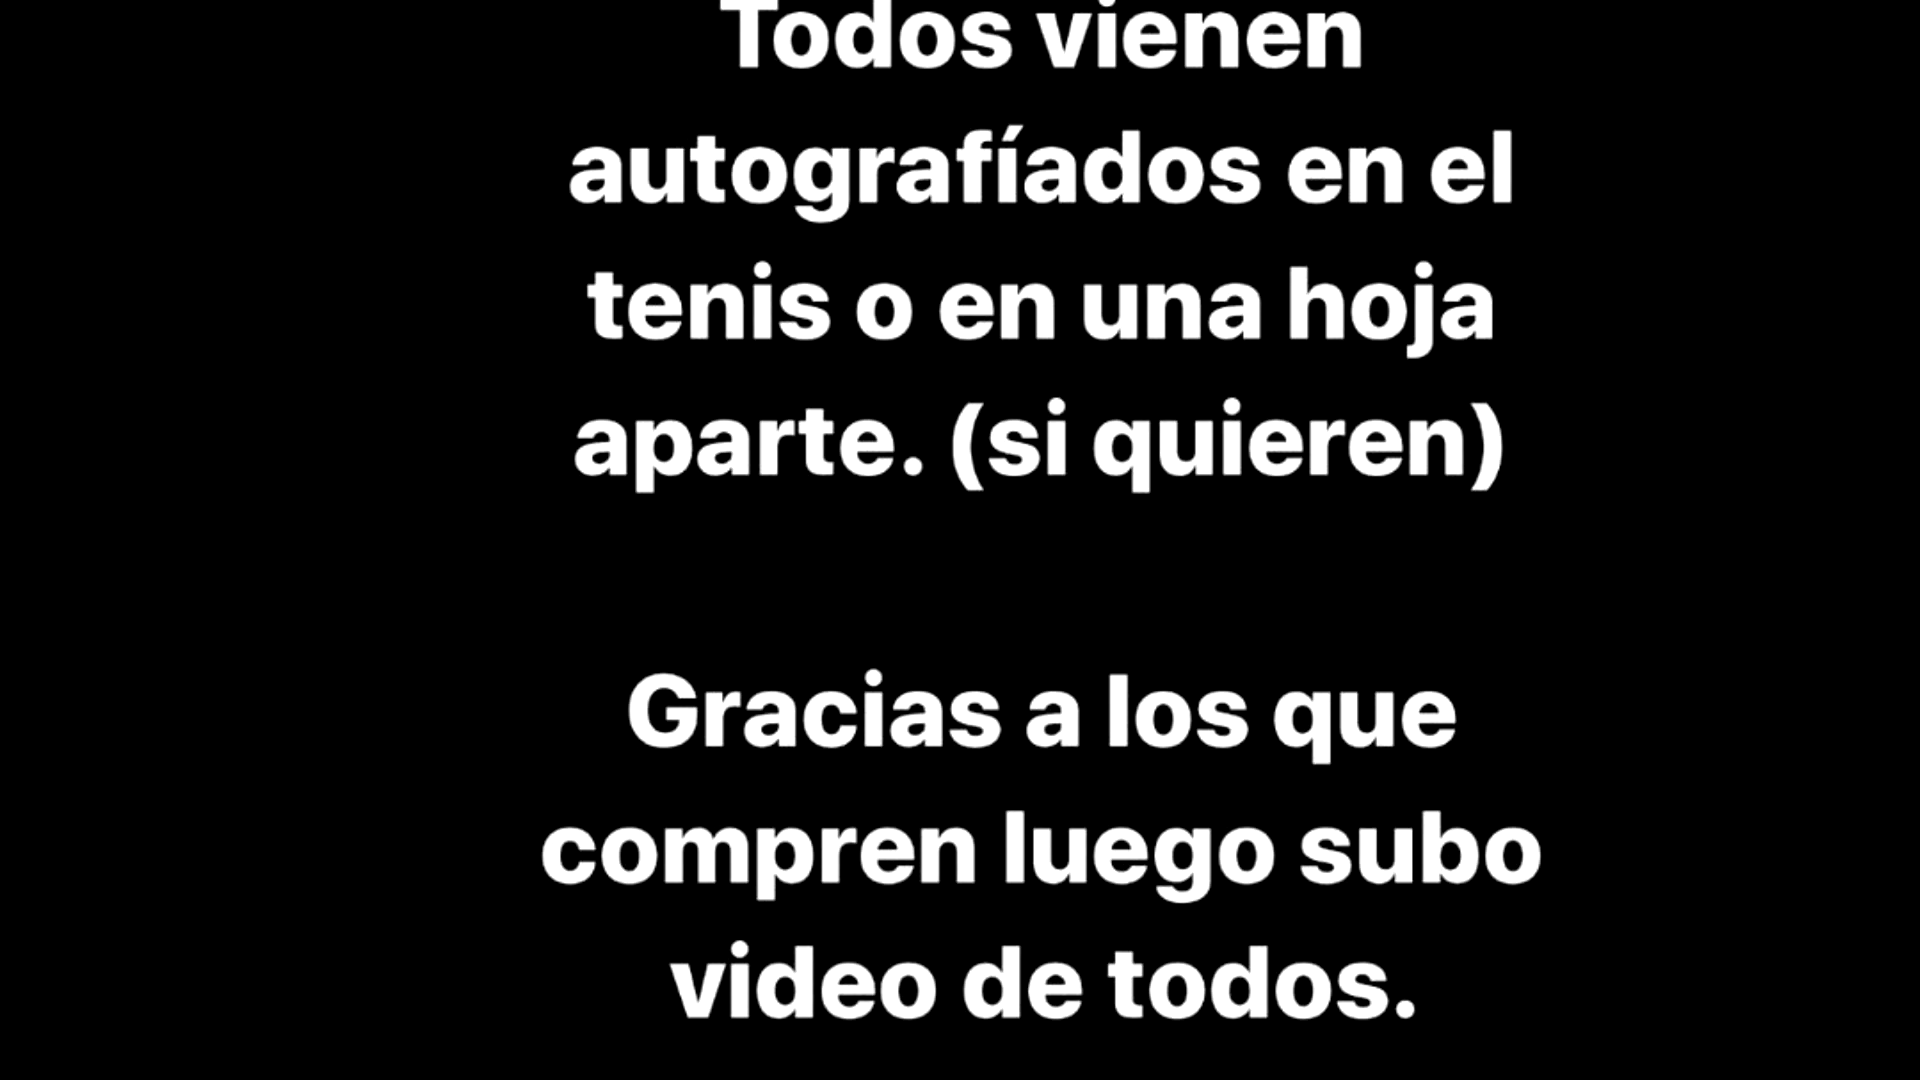 Todos vienen
autografíados en el
tenis o en una hoja
aparte. (si quieren)
Gracias a los que
compren luego subo
video de todos.